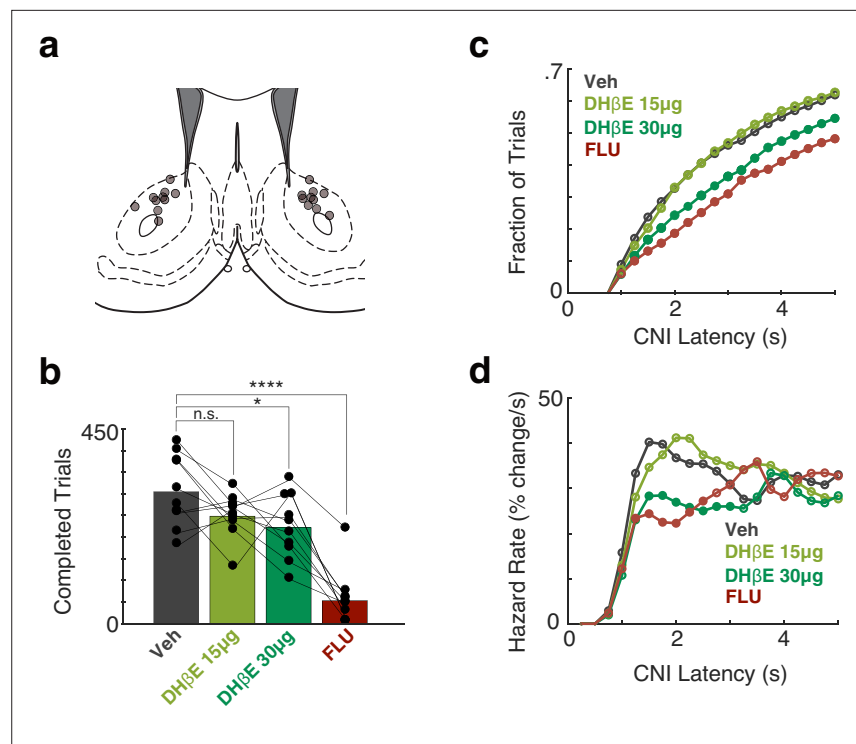 a
b
****
*
n.s.
450
Completed Trials
0
Veh
DHβE 15µg
DHβE 30µg
FLU
c
.7
Veh
DHβE 15µg
DHβE 30µg
FLU
Fraction of Trials
0
0 2 4
CNI Latency (s)
d
50
Hazard Rate (% change/s)
Veh
DHβE 15µg
DHβE 30µg
FLU
0
0 2 4
CNI Latency (s)